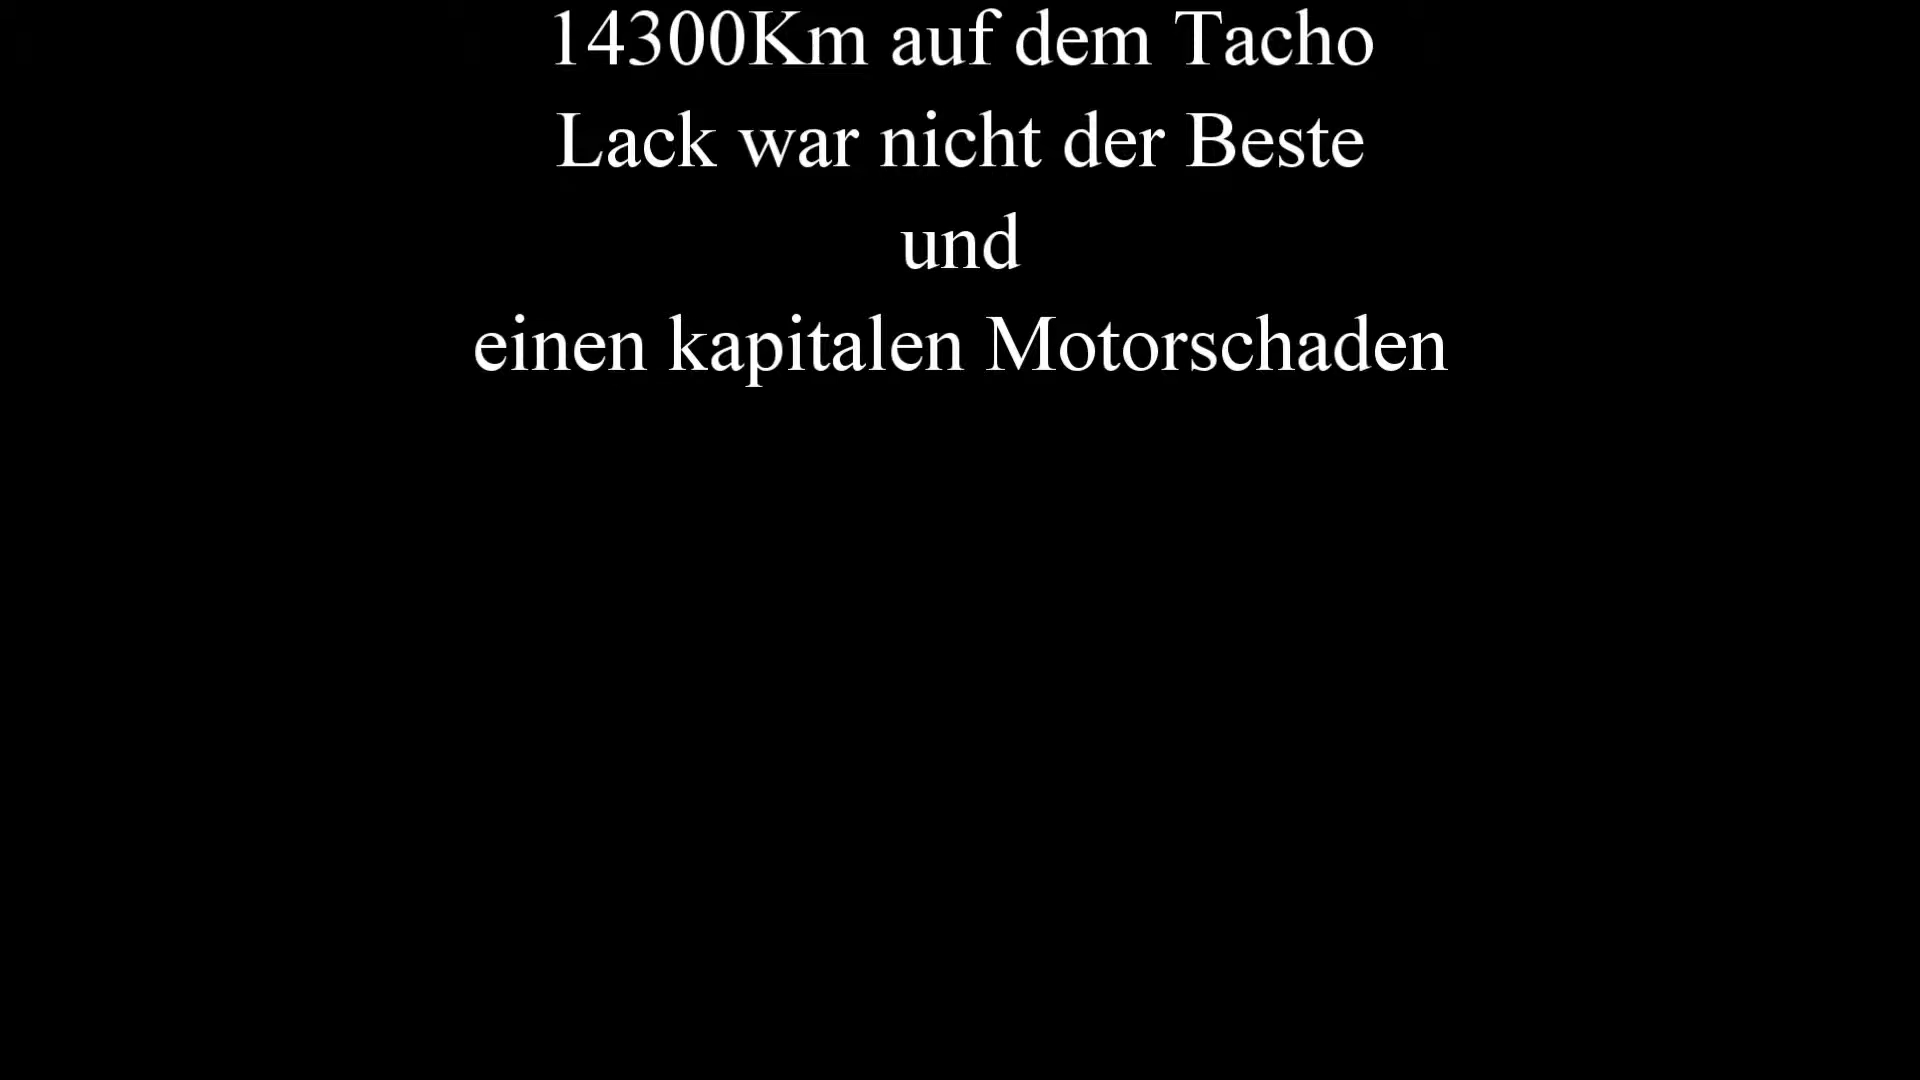 14300Km auf dem Tacho
Lack war nicht der Beste
und
einen kapitalen Motorschaden